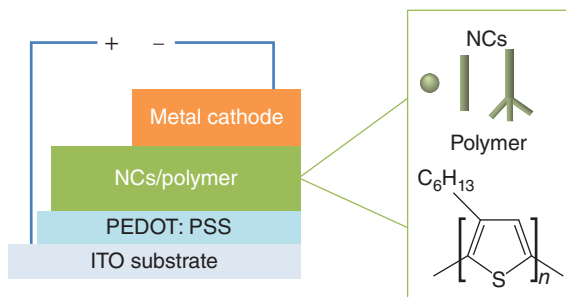 + −
Metal cathode
NCs/polymer
PEDOT: PSS
ITO substrate
NCs
Polymer
C₆H₁₃
S
n